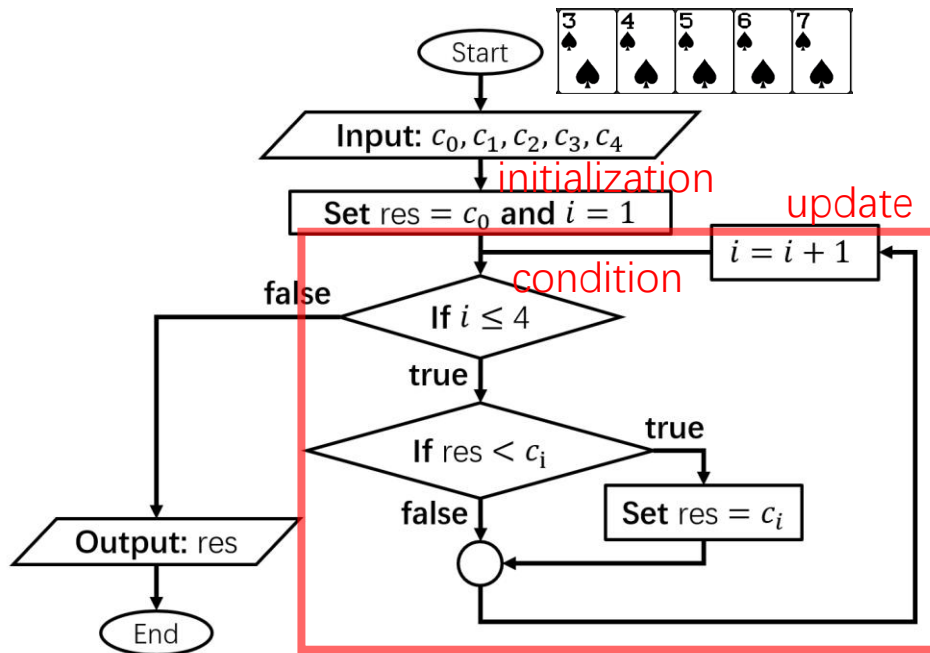 3 4 5 6 7
Start
Input: c₀, c₁, c₂, c₃, c₄
initialization
Set res = c₀ and i = 1
update
i = i + 1
condition
false
If i ≤ 4
true
If res < cᵢ
true
false
Set res = cᵢ
Output: res
End